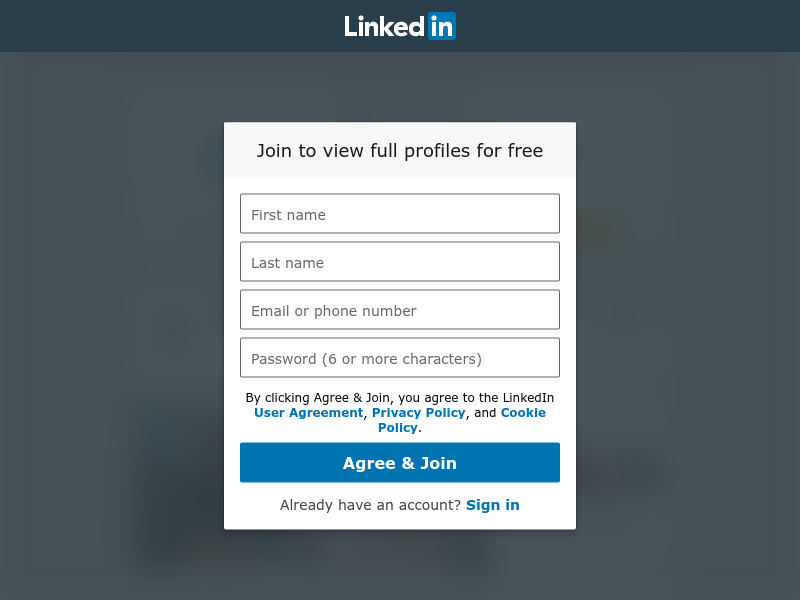 Linked in
Join to view full profiles for free
First name
Last name
Email or phone number
Password (6 or more characters)
By clicking Agree & Join, you agree to the LinkedIn
User Agreement, Privacy Policy, and Cookie
Policy.
Agree & Join
Already have an account? Sign in